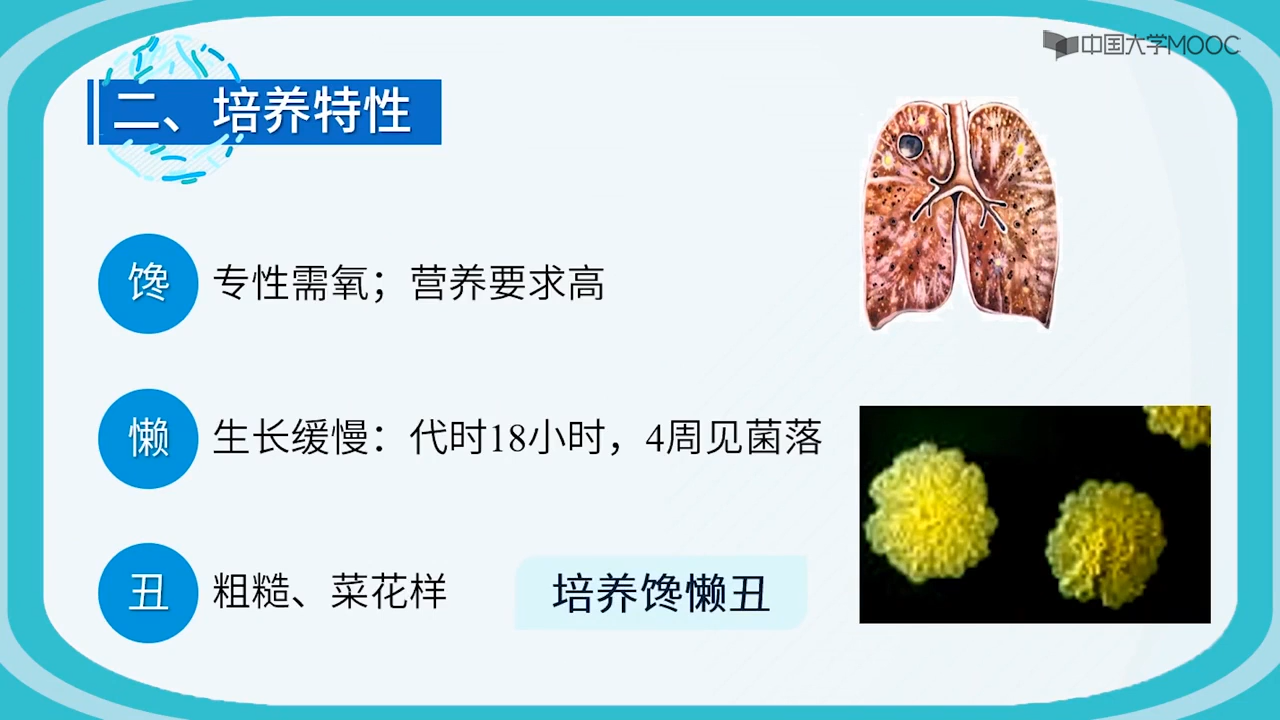 中国大学MOOC
二、培养特性
馋 专性需氧；营养要求高
懒 生长缓慢：代时18小时，4周见菌落
丑 粗糙、菜花样
培养馋懒丑